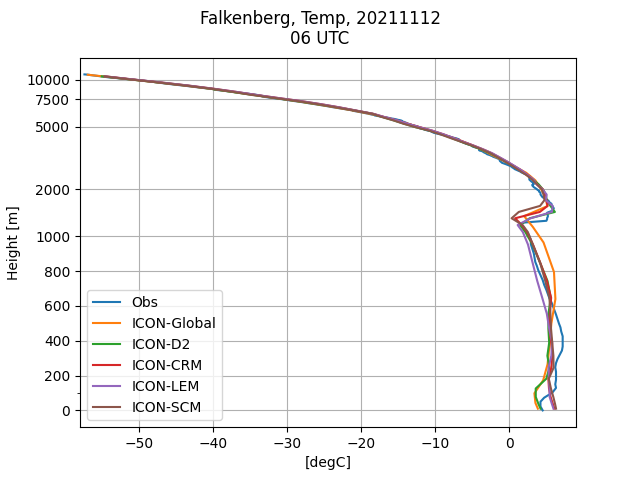 Falkenberg, Temp, 20211112
06 UTC
Height [m]
10000
7500
5000
2000
1000
800
600
400
200
0
Obs
ICON-Global
ICON-D2
ICON-CRM
ICON-LEM
ICON-SCM
−50
−40
−30
−20
−10
0
[degC]